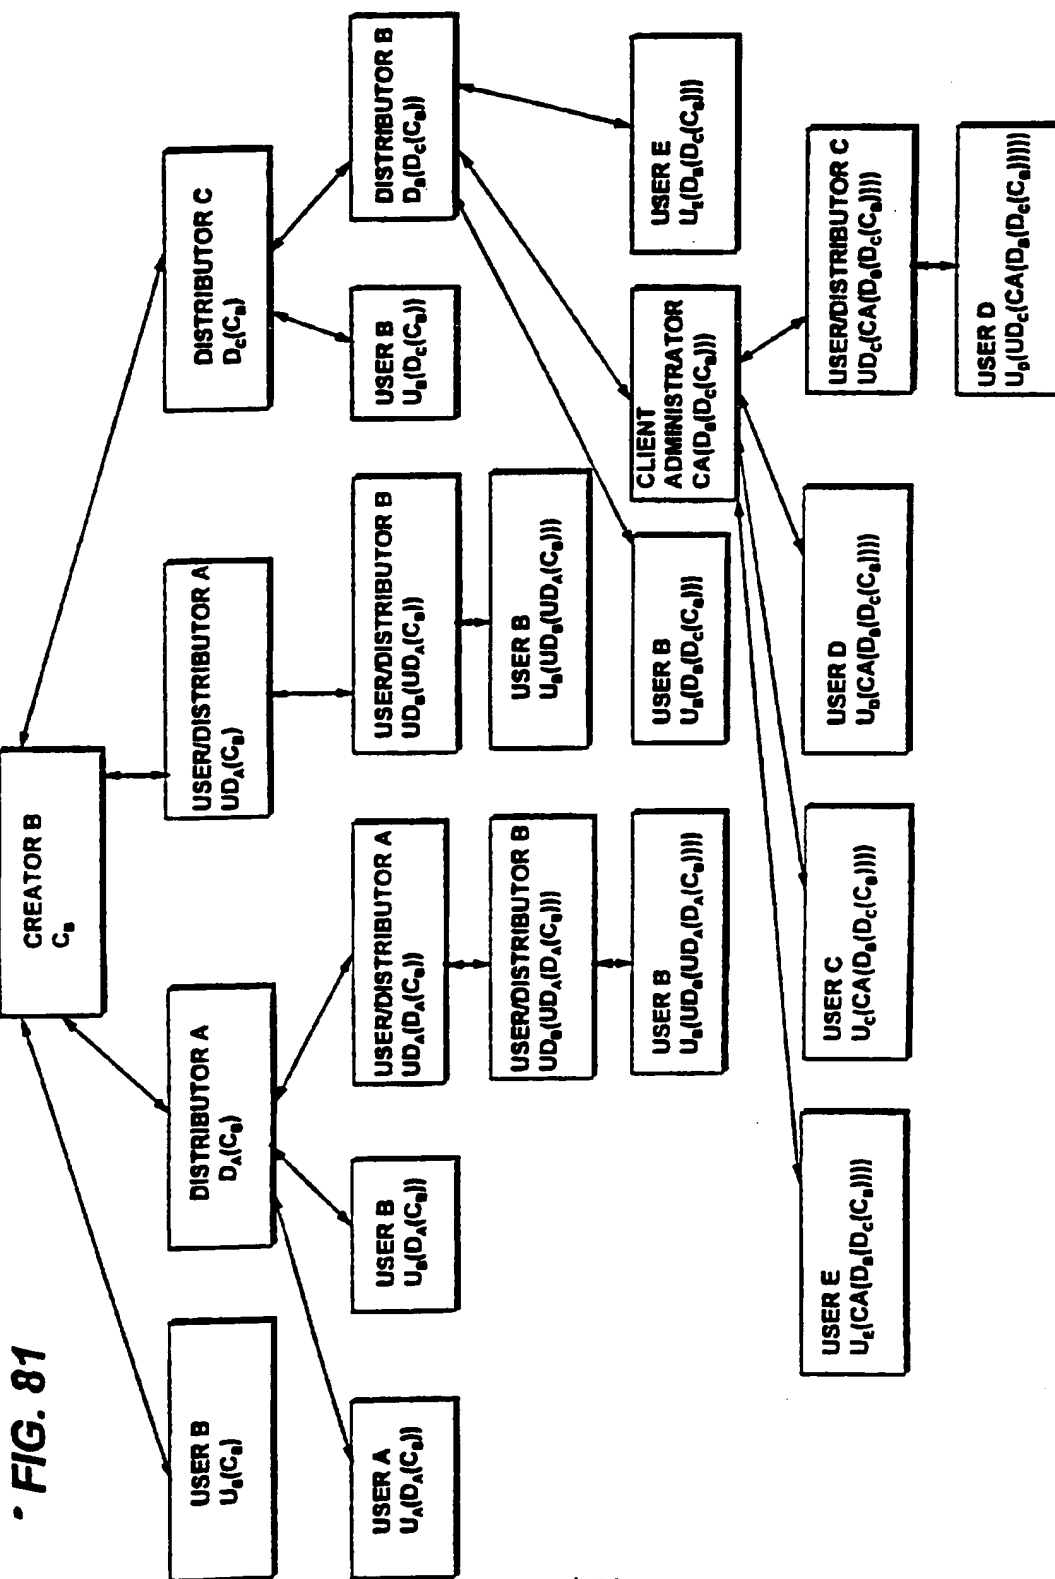 FIG. 81
CREATOR B
C_B
USER B
U_B(C_B)
DISTRIBUTOR A
D_A(C_B)
USER/DISTRIBUTOR A
UD_A(C_B)
DISTRIBUTOR C
D_C(C_B)
USER A
U_A(D_A(C_B))
USER B
U_B(D_A(C_B))
USER/DISTRIBUTOR A
UD_A(D_A(C_B))
USER/DISTRIBUTOR B
UD_B(UD_A(C_B))
USER B
U_B(D_C(C_B))
DISTRIBUTOR B
D_B(D_C(C_B))
USER/DISTRIBUTOR B
UD_B(UD_A(D_A(C_B)))
USER B
U_B(UD_B(UD_A(C_B)))
USER B
U_B(UD_B(UD_A(D_A(C_B))))
USER B
U_B(D_B(D_C(C_B)))
CLIENT
ADMINISTRATOR
CA(D_B(D_C(C_B)))
USER E
U_E(D_B(D_C(C_B)))
USER E
U_E(CA(D_B(D_C(C_B))))
USER C
U_C(CA(D_B(D_C(C_B))))
USER D
U_D(CA(D_B(D_C(C_B))))
USER/DISTRIBUTOR C
UD_C(CA(D_B(D_C(C_B))))
USER D
U_D(UD_C(CA(D_B(D_C(C_B)))))